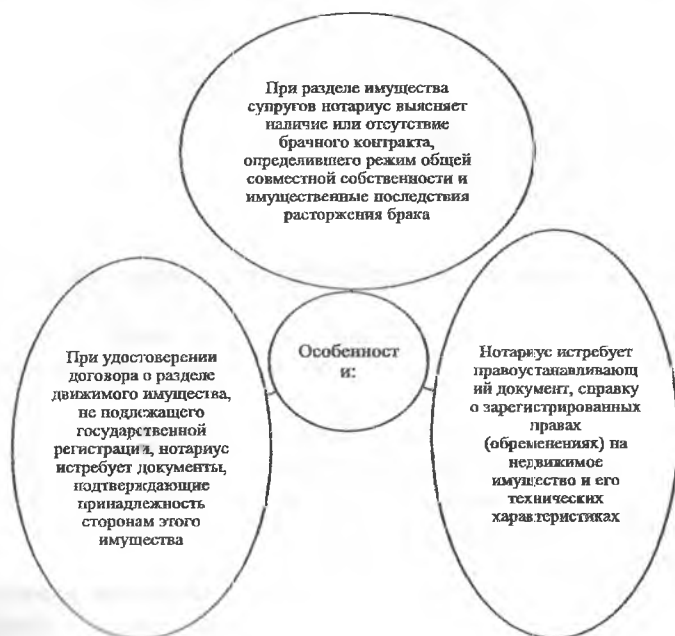 При разделе имущества
супругов нотариус выясняет
наличие или отсутствие
брачного контракта,
определившего режим общей
совместной собственности и
имущественные последствия
расторжения брака
Особенност
и:
При удостоверении
договора о разделе
движимого имущества,
не подлежащего
государственной
регистрации, нотариус
истребует документы,
подтверждающие
принадлежность
сторонам этого
имущества
Нотариус истребует
правоустанавливающ
ий документ, справку
о зарегистрированных
правах
(обременениях) на
недвижимое
имущество и его
технических
характеристиках